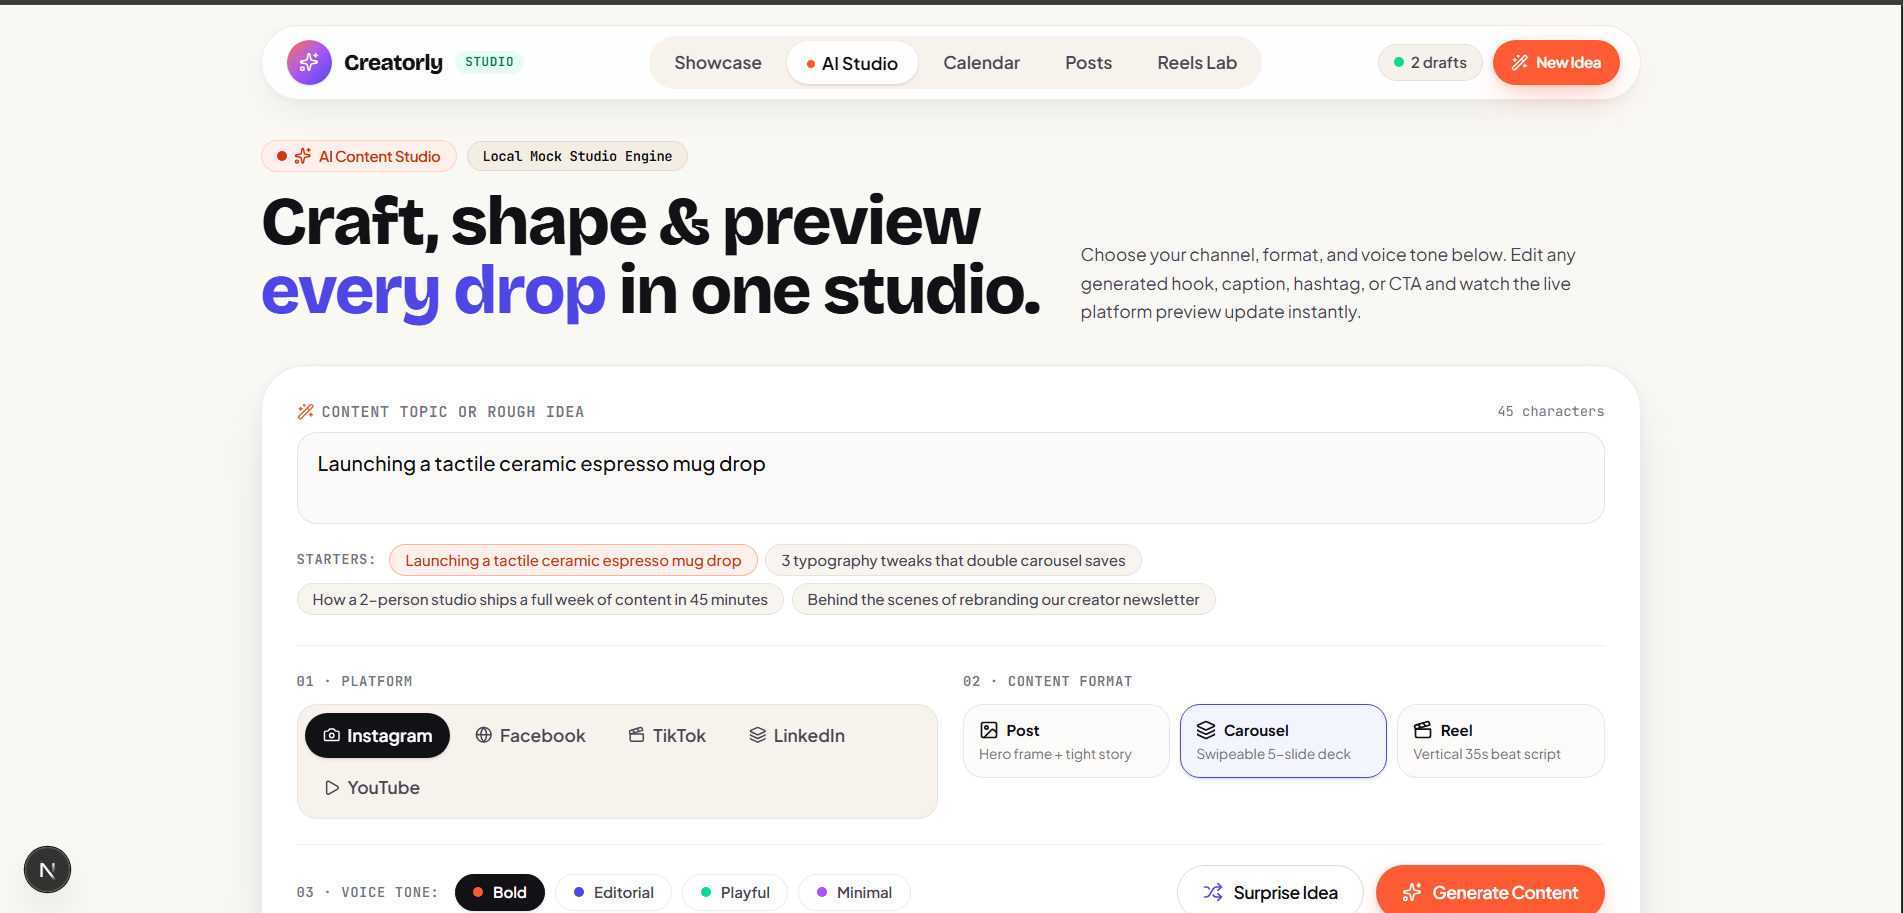 Creatorly STUDIO Showcase AI Studio Calendar Posts Reels Lab 2 drafts New Idea
AI Content Studio Local Mock Studio Engine
Craft, shape & preview
every drop in one studio.
Choose your channel, format, and voice tone below. Edit any
generated hook, caption, hashtag, or CTA and watch the live
platform preview update instantly.
CONTENT TOPIC OR ROUGH IDEA 45 characters
Launching a tactile ceramic espresso mug drop
STARTERS: Launching a tactile ceramic espresso mug drop 3 typography tweaks that double carousel saves
How a 2-person studio ships a full week of content in 45 minutes Behind the scenes of rebranding our creator newsletter
01 · PLATFORM
Instagram Facebook TikTok LinkedIn
YouTube
02 · CONTENT FORMAT
Post
Hero frame + tight story
Carousel
Swipeable 5-slide deck
Reel
Vertical 35s beat script
03 · VOICE TONE: Bold Editorial Playful Minimal Surprise Idea Generate Content
N